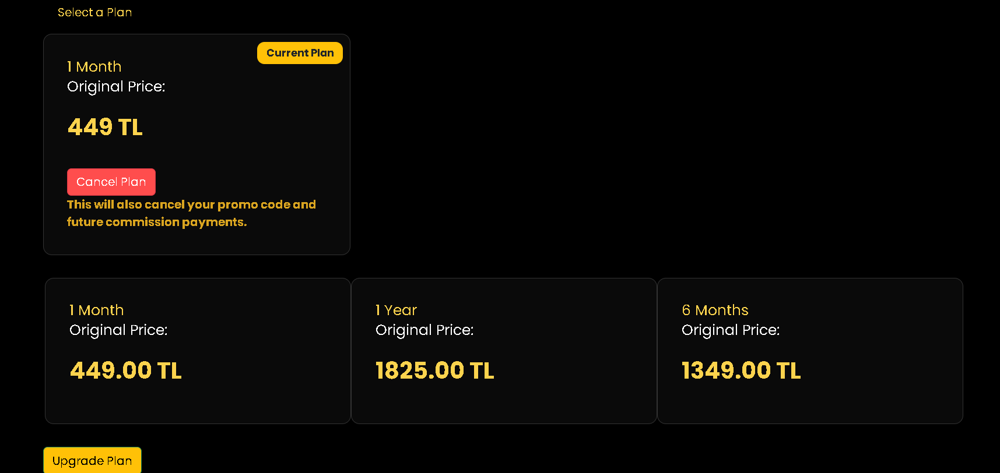 Select a Plan
Current Plan
1 Month
Original Price:
449 TL
Cancel Plan
This will also cancel your promo code and
future commission payments.
1 Month
Original Price:
449.00 TL
1 Year
Original Price:
1825.00 TL
6 Months
Original Price:
1349.00 TL
Upgrade Plan